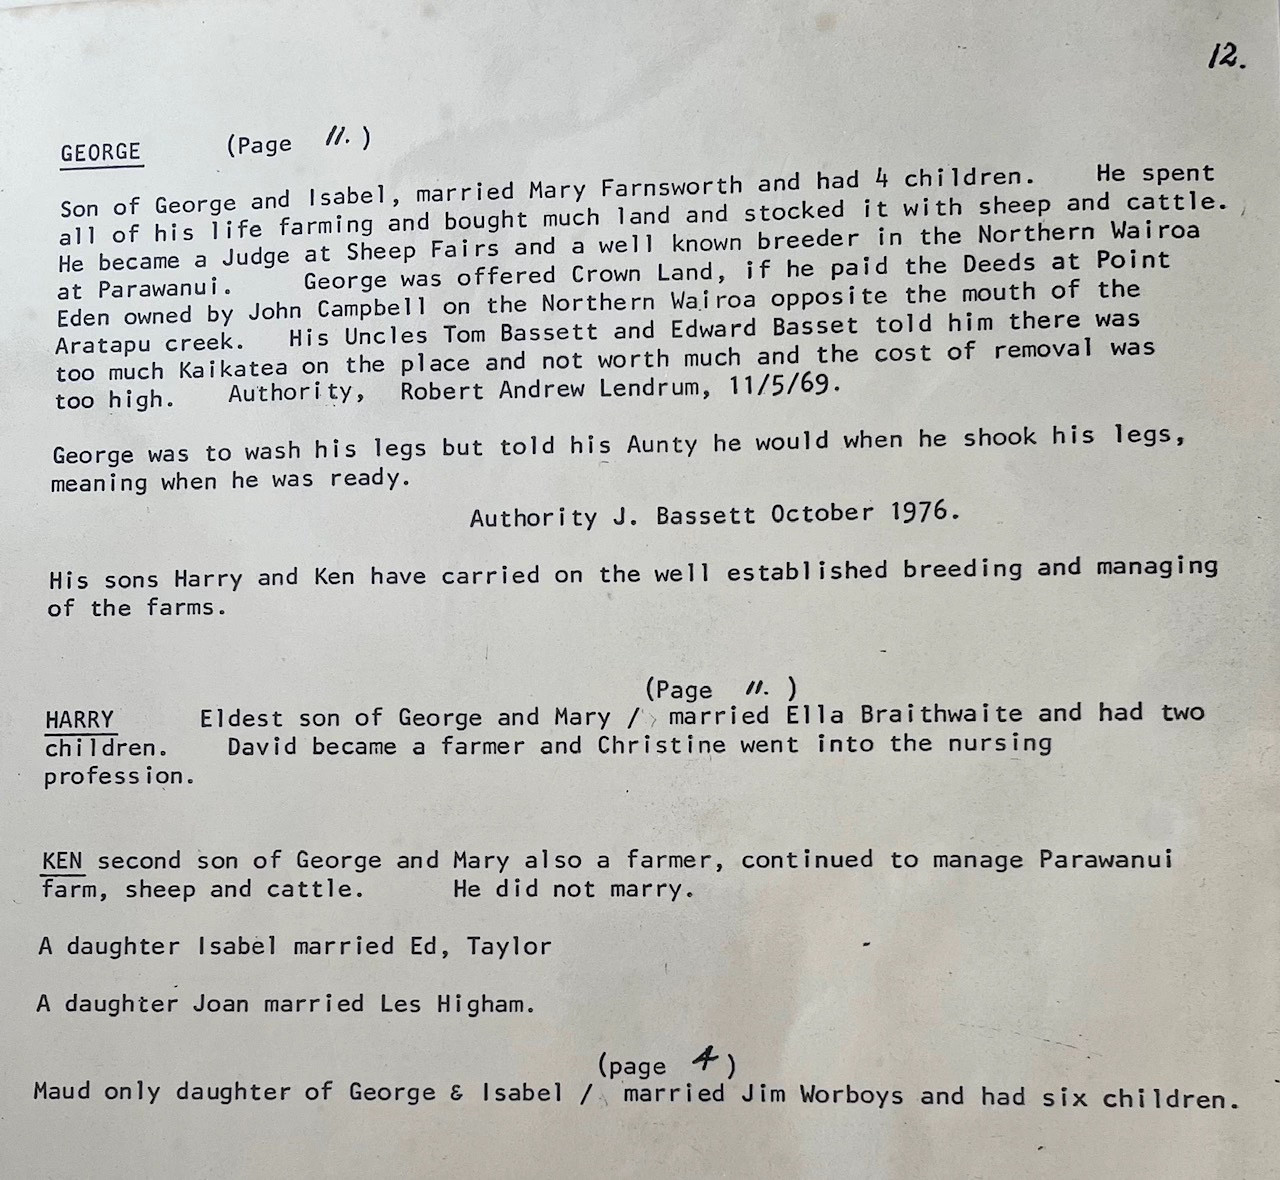 12.
GEORGE (Page 11.)
Son of George and Isabel, married Mary Farnsworth and had 4 children. He spent
all of his life farming and bought much land and stocked it with sheep and cattle.
He became a Judge at Sheep Fairs and a well known breeder in the Northern Wairoa
at Parawanui. George was offered Crown Land, if he paid the Deeds at Point
Eden owned by John Campbell on the Northern Wairoa opposite the mouth of the
Aratapu creek. His Uncles Tom Bassett and Edward Basset told him there was
too much Kaikatea on the place and not worth much and the cost of removal was
too high. Authority, Robert Andrew Lendrum, 11/5/69.
George was to wash his legs but told his Aunty he would when he shook his legs,
meaning when he was ready.
Authority J. Bassett October 1976.
His sons Harry and Ken have carried on the well established breeding and managing
of the farms.
(Page 11. )
HARRY Eldest son of George and Mary / married Ella Braithwaite and had two
children. David became a farmer and Christine went into the nursing
profession.
KEN second son of George and Mary also a farmer, continued to manage Parawanui
farm, sheep and cattle. He did not marry.
A daughter Isabel married Ed, Taylor
A daughter Joan married Les Higham.
(page 4 )
Maud only daughter of George & Isabel / married Jim Worboys and had six children.